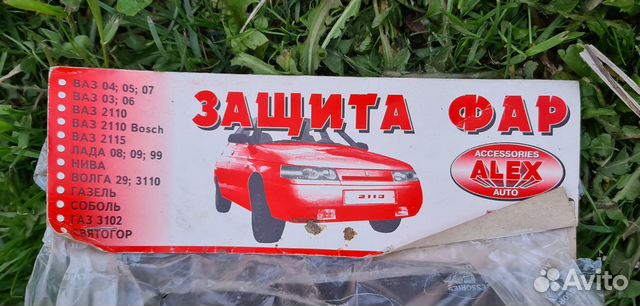 ВАЗ 04; 05; 07
ВАЗ 03; 06
ВАЗ 2110
ВАЗ 2110 Bosch
ВАЗ 2115
ЛАДА 08; 09; 99
НИВА
ВОЛГА 29; 3110
ГАЗЕЛЬ
СОБОЛЬ
ГАЗ 3102
СВЯТОГОР
ЗАЩИТА ФАР
2110
ACCESSORIES
ALEX
AUTO
Avito